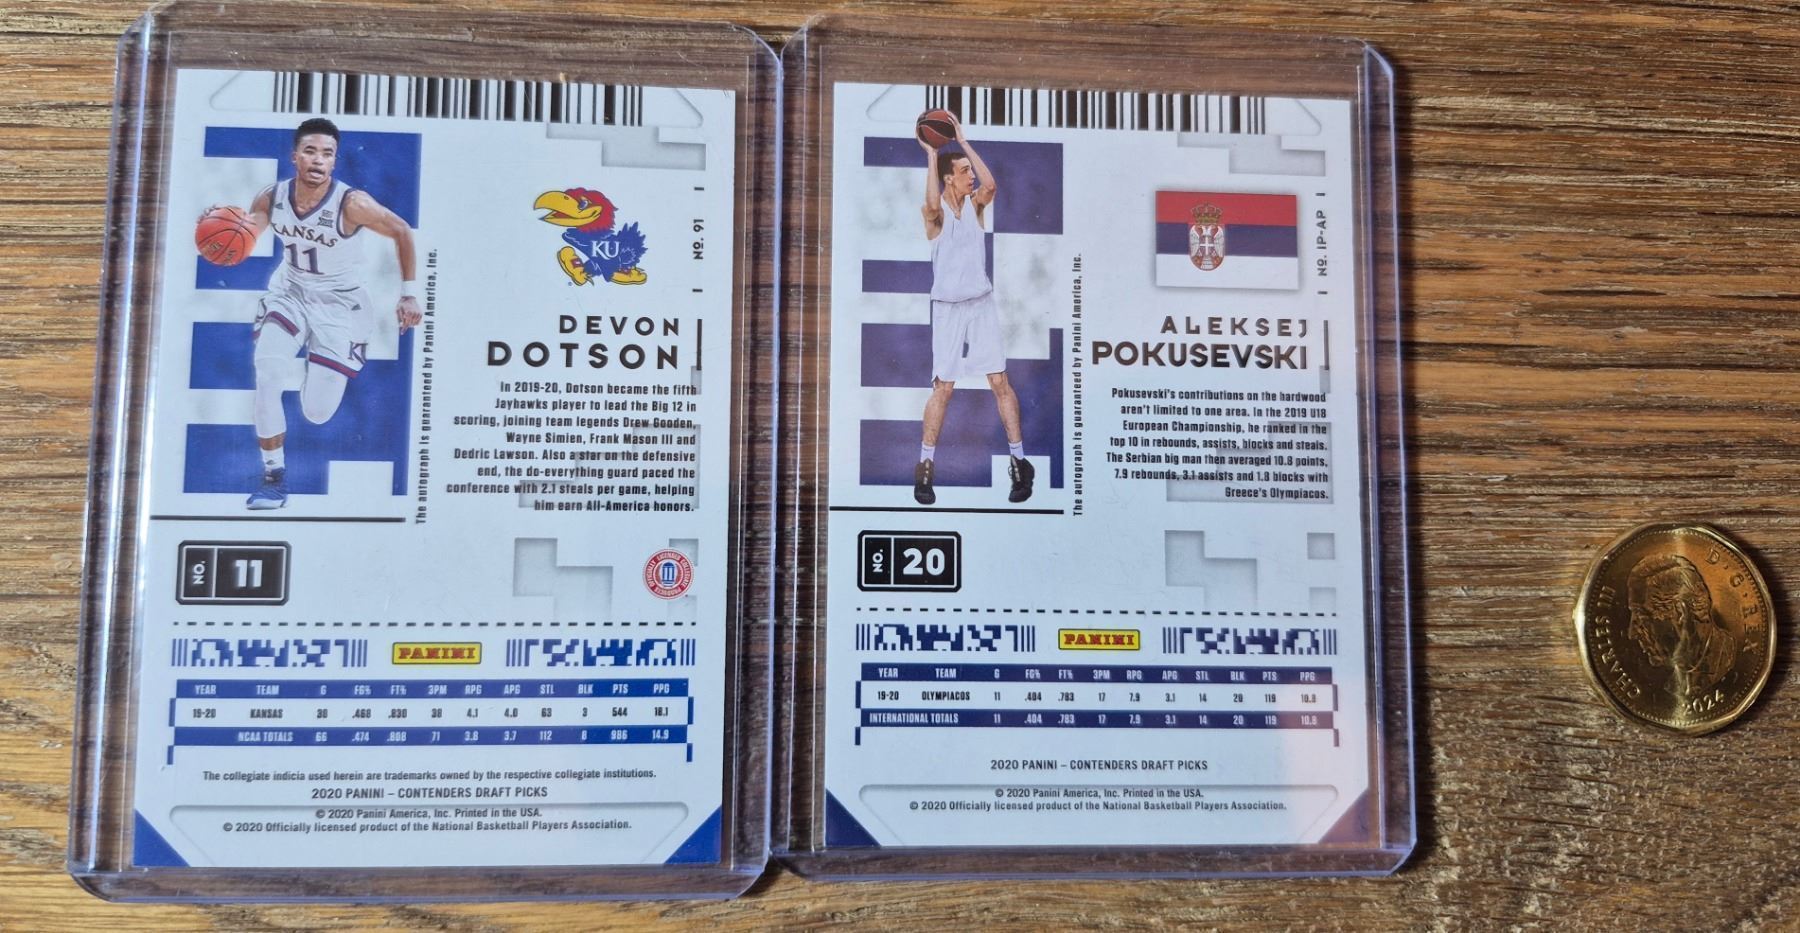 KANSAS
11
KU
KU
No. 91
The autograph is guaranteed by Panini America, Inc.
DEVON
DOTSON
In 2019-20, Dotson became the fifth
Jayhawks player to lead the Big 12 in
scoring, joining team legends Drew Gooden,
Wayne Simien, Frank Mason III and
Dedric Lawson. Also a star on the defensive
end, the do-everything guard paced the
conference with 2.1 steals per game, helping
him earn All-America honors.
NO. 11
OFFICIALLY LICENSED COLLEGIATE PRODUCTS
PANINI
YEAR TEAM G FG% FT% 3PM RPG APG STL BLK PTS PPG
19-20 KANSAS 30 .468 .830 38 4.1 4.0 63 3 544 18.1
NCAA TOTALS 66 .474 .808 71 3.8 3.7 112 8 986 14.9
The collegiate indicia used herein are trademarks owned by the respective collegiate institutions.
2020 PANINI – CONTENDERS DRAFT PICKS
© 2020 Panini America, Inc. Printed in the USA.
© 2020 Officially licensed product of the National Basketball Players Association.
No. IP-AP
The autograph is guaranteed by Panini America, Inc.
ALEKSEJ
POKUSEVSKI
Pokusevski's contributions on the hardwood
aren't limited to one area. In the 2019 U18
European Championship, he ranked in the
top 10 in rebounds, assists, blocks and steals.
The Serbian big man then averaged 10.8 points,
7.9 rebounds, 3.1 assists and 1.8 blocks with
Greece's Olympiacos.
NO. 20
PANINI
YEAR TEAM G FG% FT% 3PM RPG APG STL BLK PTS PPG
19-20 OLYMPIACOS 11 .404 .783 17 7.9 3.1 14 20 119 10.8
INTERNATIONAL TOTALS 11 .404 .783 17 7.9 3.1 14 20 119 10.8
2020 PANINI – CONTENDERS DRAFT PICKS
© 2020 Panini America, Inc. Printed in the USA.
© 2020 Officially licensed product of the National Basketball Players Association.
CHARLES III D·G·REX
2024